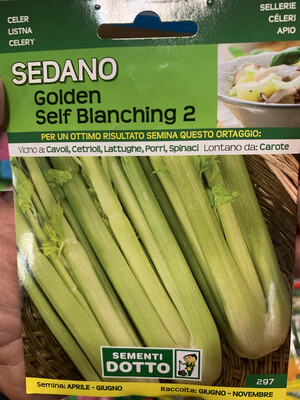 CELER
LISTNA
CELERY
SELLERIE
CÉLERI
APIO
SEDANO
Golden
Self Blanching 2
PER UN OTTIMO RISULTATO SEMINA QUESTO ORTAGGIO:
Vicino a: Cavoli, Cetrioli, Lattughe, Porri, Spinaci Lontano da: Carote
SEMENTI
DOTTO
297
Semina: APRILE - GIUGNO Raccolta: GIUGNO - NOVEMBRE